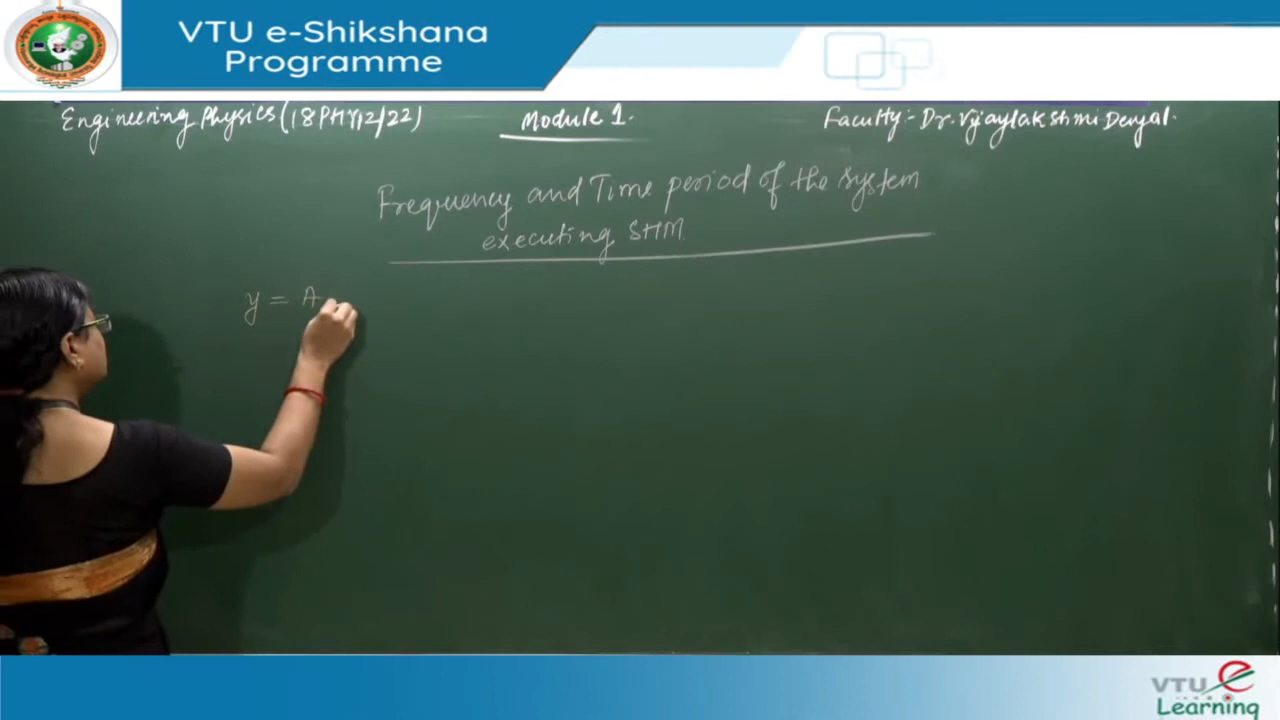 VTU e-Shikshana
Programme
Engineering Physics (18PHY12/22)
Module 1.
Faculty:- Dr. Vijaylakshmi Dengal.
Frequency and Time period of the system
executing SHM.
y = A
VTU e
Learning